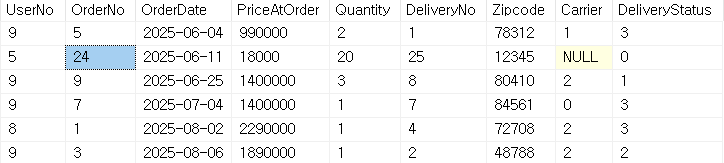 UserNo OrderNo OrderDate PriceAtOrder Quantity DeliveryNo Zipcode Carrier DeliveryStatus
9 5 2025-06-04 990000 2 1 78312 1 3
5 24 2025-06-11 18000 20 25 12345 NULL 0
9 9 2025-06-25 1400000 3 8 80410 2 1
9 7 2025-07-04 1400000 1 7 84561 0 3
8 1 2025-08-02 2290000 1 4 72708 2 3
9 3 2025-08-06 1890000 1 2 48788 2 2